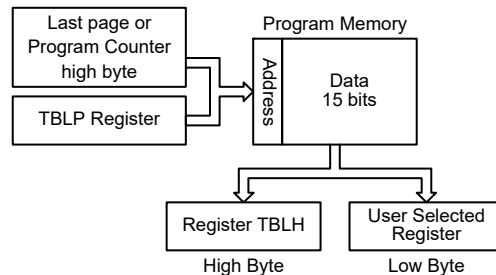 Last page or
Program Counter
high byte
TBLP Register
Program Memory
Address
Data
15 bits
Register TBLH
High Byte
User Selected
Register
Low Byte